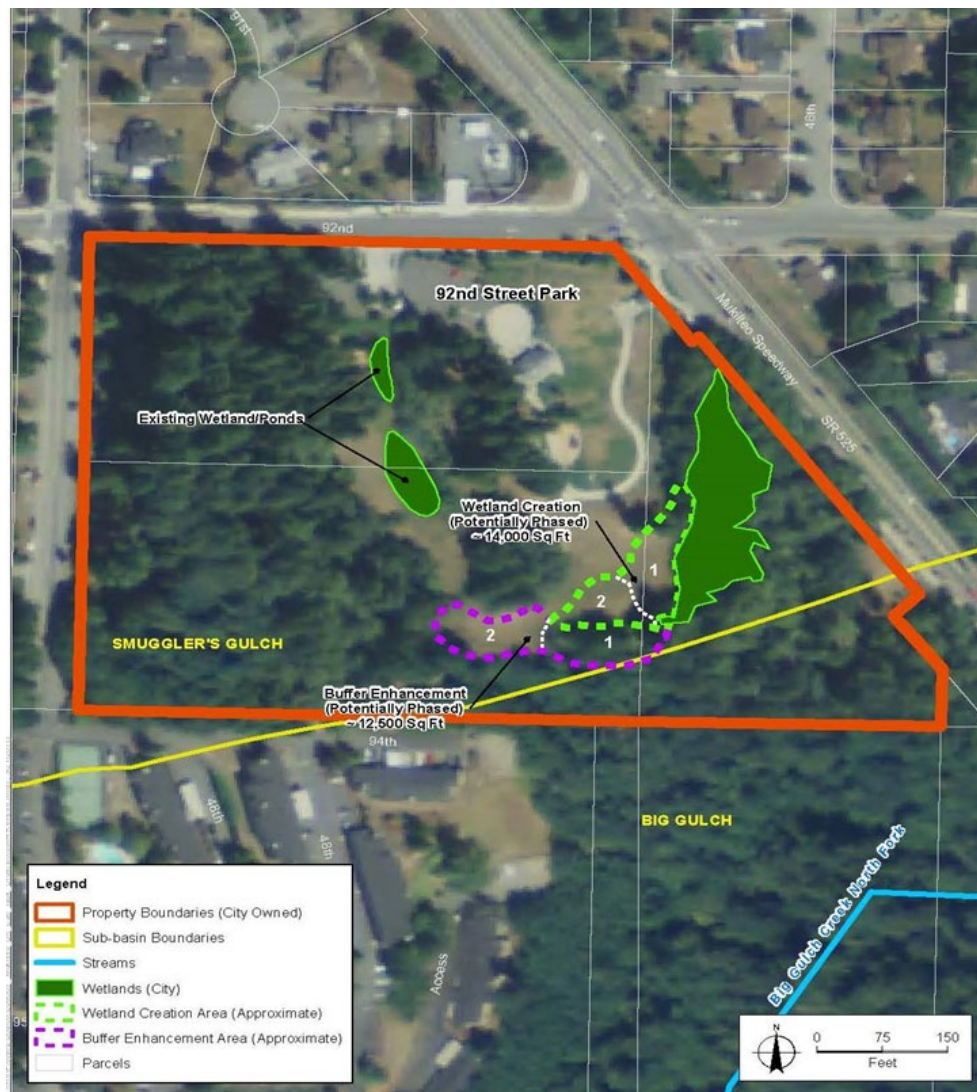 91st
48th
92nd
92nd Street Park
Mukilteo Speedway
SR 525
Existing Wetland/Ponds
Wetland Creation
(Potentially Phased)
~ 14,000 Sq Ft
1
2
2
1
SMUGGLER'S GULCH
Buffer Enhancement
(Potentially Phased)
~ 12,500 Sq Ft
94th
48th
48th
BIG GULCH
Big Gulch Creek North Fork
Access
95
Legend
Property Boundaries (City Owned)
Sub-basin Boundaries
Streams
Wetlands (City)
Wetland Creation Area (Approximate)
Buffer Enhancement Area (Approximate)
Parcels
N
0 75 150
Feet